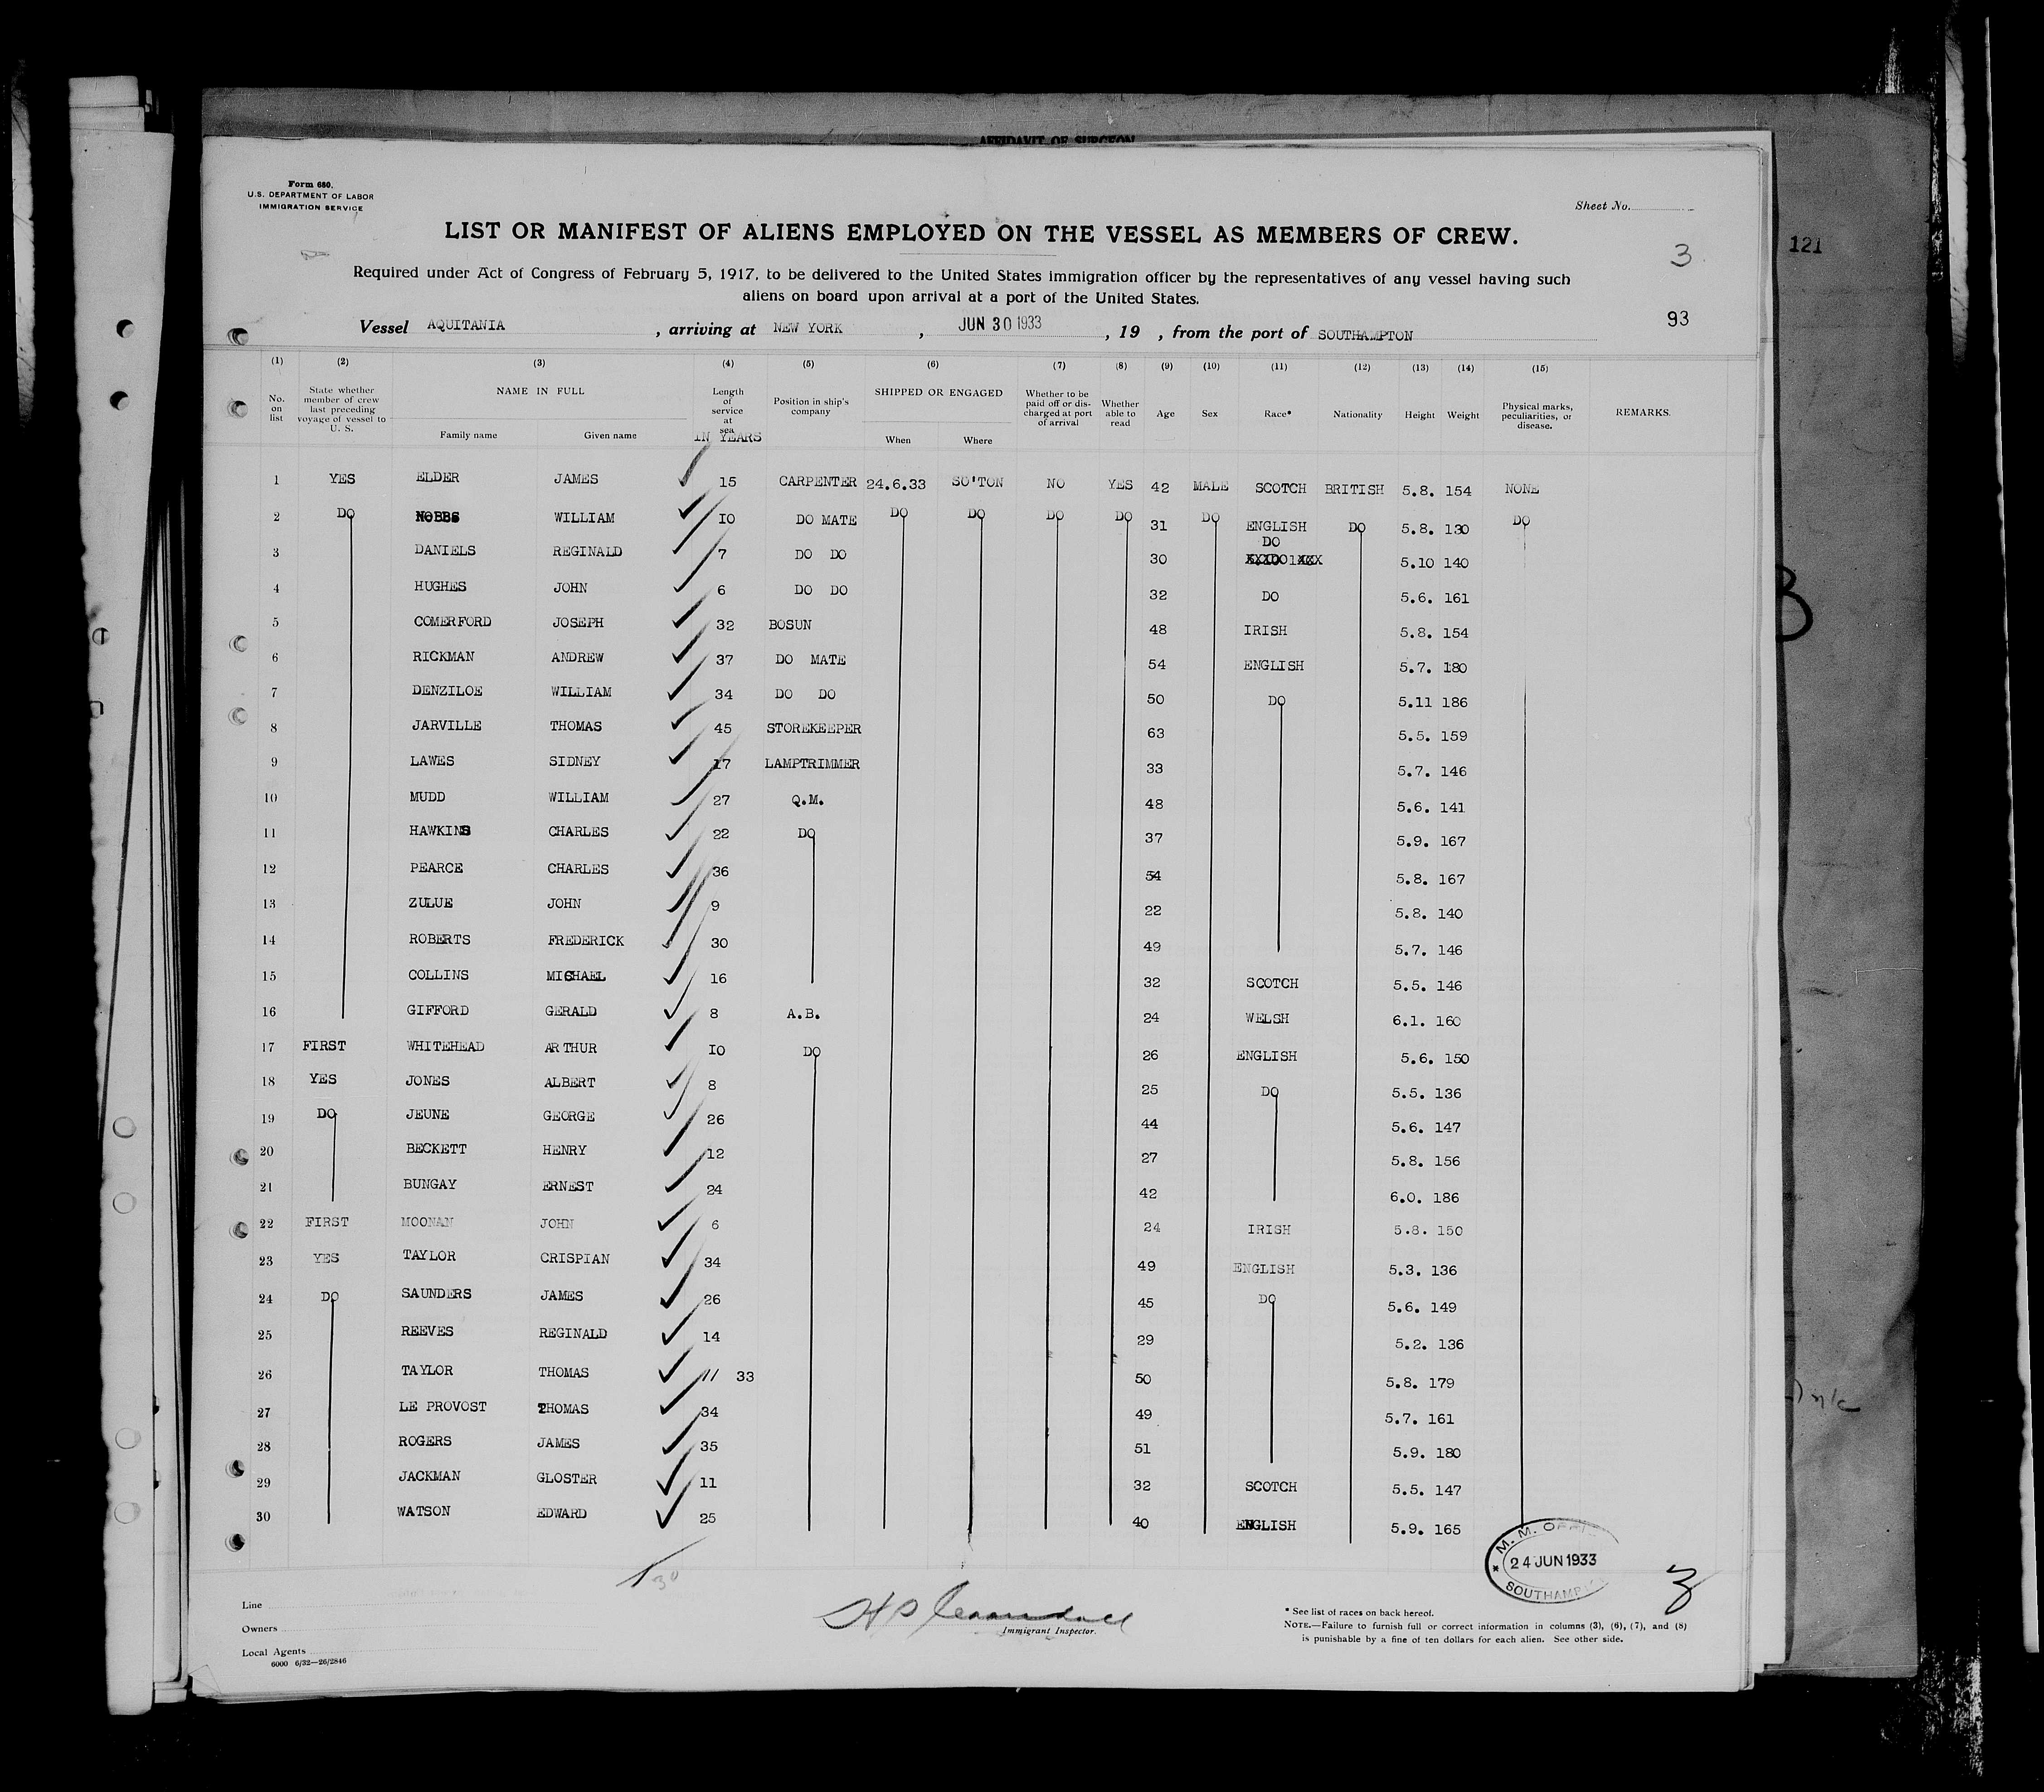 AFFIDAVIT OF SURGEON
Form 680.
U.S. DEPARTMENT OF LABOR
IMMIGRATION SERVICE
Sheet No.
LIST OR MANIFEST OF ALIENS EMPLOYED ON THE VESSEL AS MEMBERS OF CREW.
3
121
Required under Act of Congress of February 5, 1917, to be delivered to the United States immigration officer by the representatives of any vessel having such
aliens on board upon arrival at a port of the United States.
Vessel AQUITANIA, arriving at NEW YORK, JUN 30 1933, 19 , from the port of SOUTHAMPTON
93
(1) (2) (3) (4) (5) (6) (7) (8) (9) (10) (11) (12) (13) (14) (15)
No. on list State whether member of crew last preceding voyage of vessel to U. S. NAME IN FULL Family name Given name Length of service at sea IN YEARS Position in ship's company SHIPPED OR ENGAGED When Where Whether to be paid off or discharged at port of arrival Whether able to read Age Sex Race* Nationality Height Weight Physical marks, peculiarities, or disease. REMARKS.
1 YES ELDER JAMES 15 CARPENTER 24.6.33 SO'TON NO YES 42 MALE SCOTCH BRITISH 5.8. 154 NONE
2 DO NOBBS WILLIAM 10 DO MATE DO DO DO DO 31 DO ENGLISH DO 5.8. 130 DO
3 DANIELS REGINALD 7 DO DO 30 DO 5.10 140
4 HUGHES JOHN 6 DO DO 32 DO 5.6. 161
5 COMERFORD JOSEPH 32 BOSUN 48 IRISH 5.8. 154
6 RICKMAN ANDREW 37 DO MATE 54 ENGLISH 5.7. 180
7 DENZILOE WILLIAM 34 DO DO 50 DO 5.11 186
8 JARVILLE THOMAS 45 STOREKEEPER 63 5.5. 159
9 LAWES SIDNEY 17 LAMPTRIMMER 33 5.7. 146
10 MUDD WILLIAM 27 Q.M. 48 5.6. 141
11 HAWKINS CHARLES 22 DO 37 5.9. 167
12 PEARCE CHARLES 36 54 5.8. 167
13 ZULUE JOHN 9 22 5.8. 140
14 ROBERTS FREDERICK 30 49 5.7. 146
15 COLLINS MICHAEL 16 32 SCOTCH 5.5. 146
16 GIFFORD GERALD 8 A.B. 24 WELSH 6.1. 160
17 FIRST WHITEHEAD ARTHUR 10 DO 26 ENGLISH 5.6. 150
18 YES JONES ALBERT 8 25 DO 5.5. 136
19 DO JEUNE GEORGE 26 44 5.6. 147
20 BECKETT HENRY 12 27 5.8. 156
21 BUNGAY ERNEST 24 42 6.0. 186
22 FIRST MOONAN JOHN 6 24 IRISH 5.8. 150
23 YES TAYLOR CRISPIAN 34 49 ENGLISH 5.3. 136
24 DO SAUNDERS JAMES 26 45 DO 5.6. 149
25 REEVES REGINALD 14 29 5.2. 136
26 TAYLOR THOMAS 33 50 5.8. 179
27 LE PROVOST THOMAS 34 49 5.7. 161
28 ROGERS JAMES 35 51 5.9. 180
29 JACKMAN GLOSTER 11 32 SCOTCH 5.5. 147
30 WATSON EDWARD 25 40 ENGLISH 5.9. 165
30
24 JUN 1933
Line
Owners
Local Agents
6000 6/32—26/2846
Immigrant Inspector.
* See list of races on back hereof.
NOTE.—Failure to furnish full or correct information in columns (3), (6), (7), and (8)
is punishable by a fine of ten dollars for each alien. See other side.